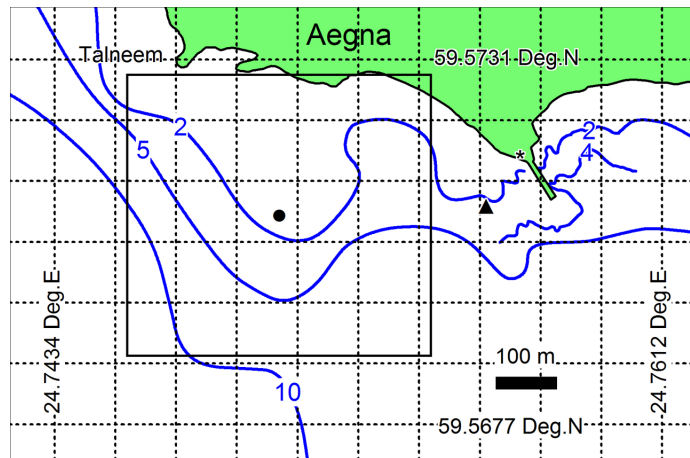 Aegna
Talneem
59.5731 Deg.N
2
2
5
4
*
24.7434 Deg.E.
24.7612 Deg.E.
100 m.
10
59.5677 Deg.N